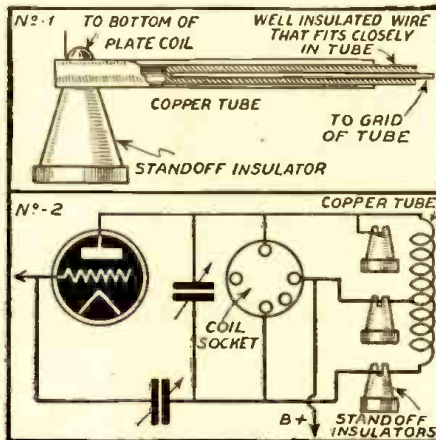 Nº-1
TO BOTTOM OF
PLATE COIL
WELL INSULATED WIRE
THAT FITS CLOSELY
IN TUBE
COPPER TUBE
TO GRID
OF TUBE
STANDOFF INSULATOR
Nº-2
COPPER TUBE
COIL
SOCKET
B+
STANDOFF
INSULATORS